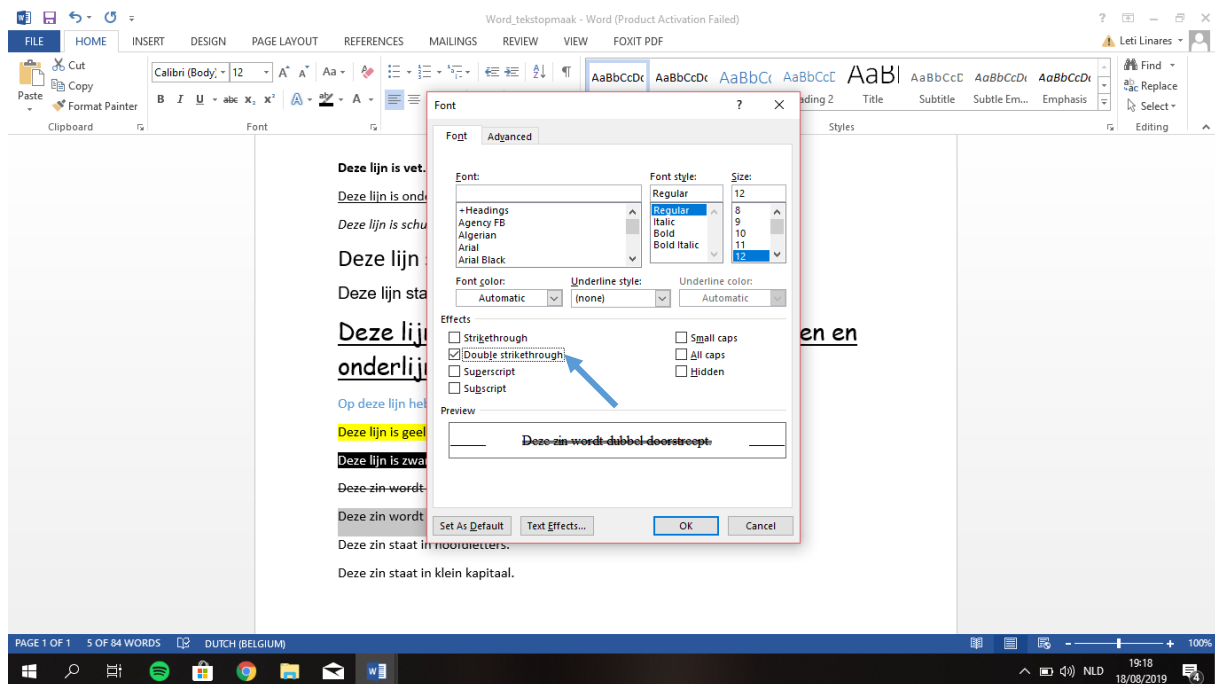 Word_tekstopmaak - Word (Product Activation Failed)
FILE HOME INSERT DESIGN PAGE LAYOUT REFERENCES MAILINGS REVIEW VIEW FOXIT PDF Leti Linares
Paste
Cut
Copy
Format Painter
Calibri (Body) 12
AaBbCcDc AaBbCcDc AaBbC AaBbCcD AaBl AaBbCcD AaBbCcDc AaBbCcDc
ading 2 Title Subtitle Subtle Em... Emphasis
Find
Replace
Select
Clipboard Font Styles Editing
Font
Font Advanced
Font: Font style: Size:
Regular 12
+Headings
Agency FB
Algerian
Arial
Arial Black
Regular
Italic
Bold
Bold Italic
8
9
10
11
12
Font color: Underline style: Underline color:
Automatic (none) Automatic
Effects
Strikethrough
Double strikethrough
Superscript
Subscript
Small caps
All caps
Hidden
Preview
Deze zin wordt dubbel doorstreept.
Set As Default Text Effects... OK Cancel
Deze lijn is vet.
Deze lijn is onde
Deze lijn is schu
Deze lijn
Deze lijn sta
Deze lij en en
onderlij
Op deze lijn heb
Deze lijn is geel
Deze lijn is zwa
Deze zin wordt
Deze zin wordt
Deze zin staat in hoofdletters.
Deze zin staat in klein kapitaal.
PAGE 1 OF 1 5 OF 84 WORDS DUTCH (BELGIUM) 100%
NLD 19:18
18/08/2019 4